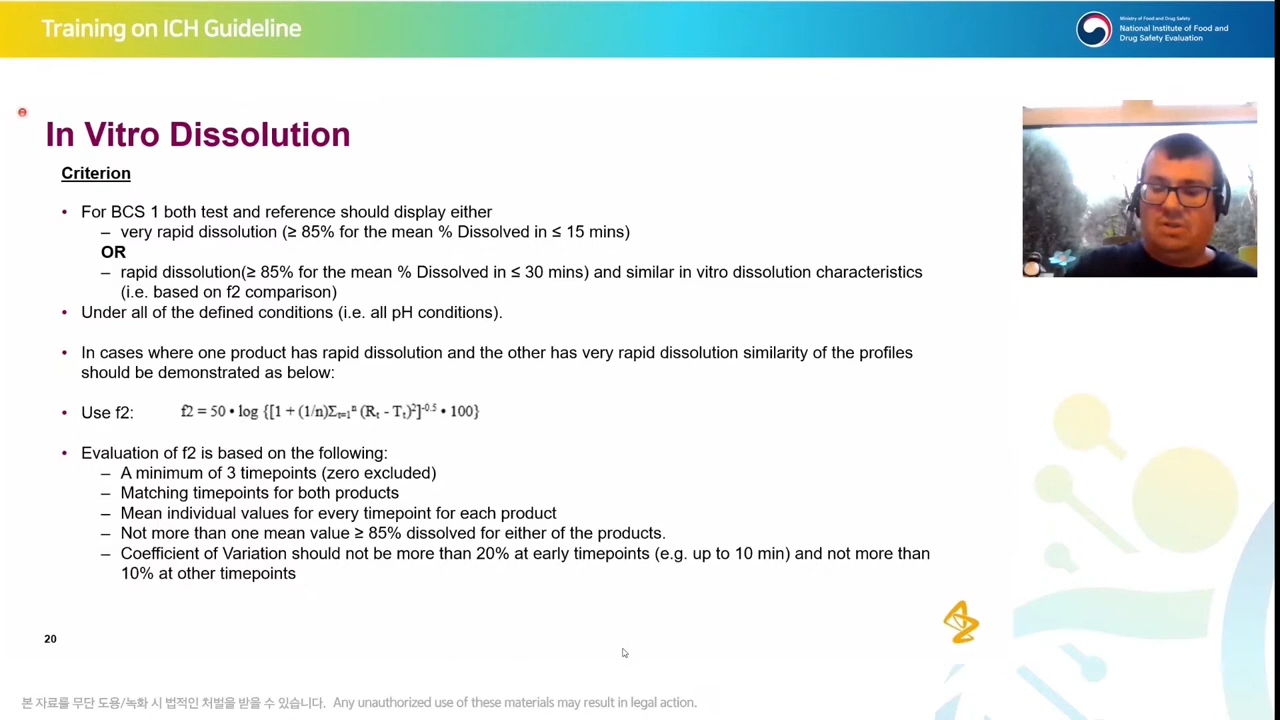 Training on ICH Guideline
Ministry of Food and Drug Safety
National Institute of Food and
Drug Safety Evaluation
In Vitro Dissolution
Criterion
• For BCS 1 both test and reference should display either
– very rapid dissolution (≥ 85% for the mean % Dissolved in ≤ 15 mins)
OR
– rapid dissolution(≥ 85% for the mean % Dissolved in ≤ 30 mins) and similar in vitro dissolution characteristics
(i.e. based on f2 comparison)
• Under all of the defined conditions (i.e. all pH conditions).
• In cases where one product has rapid dissolution and the other has very rapid dissolution similarity of the profiles
should be demonstrated as below:
• Use f2: f2 = 50 • log {[1 + (1/n)Σₜ₌₁ⁿ (Rₜ - Tₜ)²]⁻⁰·⁵ • 100}
• Evaluation of f2 is based on the following:
– A minimum of 3 timepoints (zero excluded)
– Matching timepoints for both products
– Mean individual values for every timepoint for each product
– Not more than one mean value ≥ 85% dissolved for either of the products.
– Coefficient of Variation should not be more than 20% at early timepoints (e.g. up to 10 min) and not more than
10% at other timepoints
20
본 자료를 무단 도용/녹화 시 법적인 처벌을 받을 수 있습니다. Any unauthorized use of these materials may result in legal action.